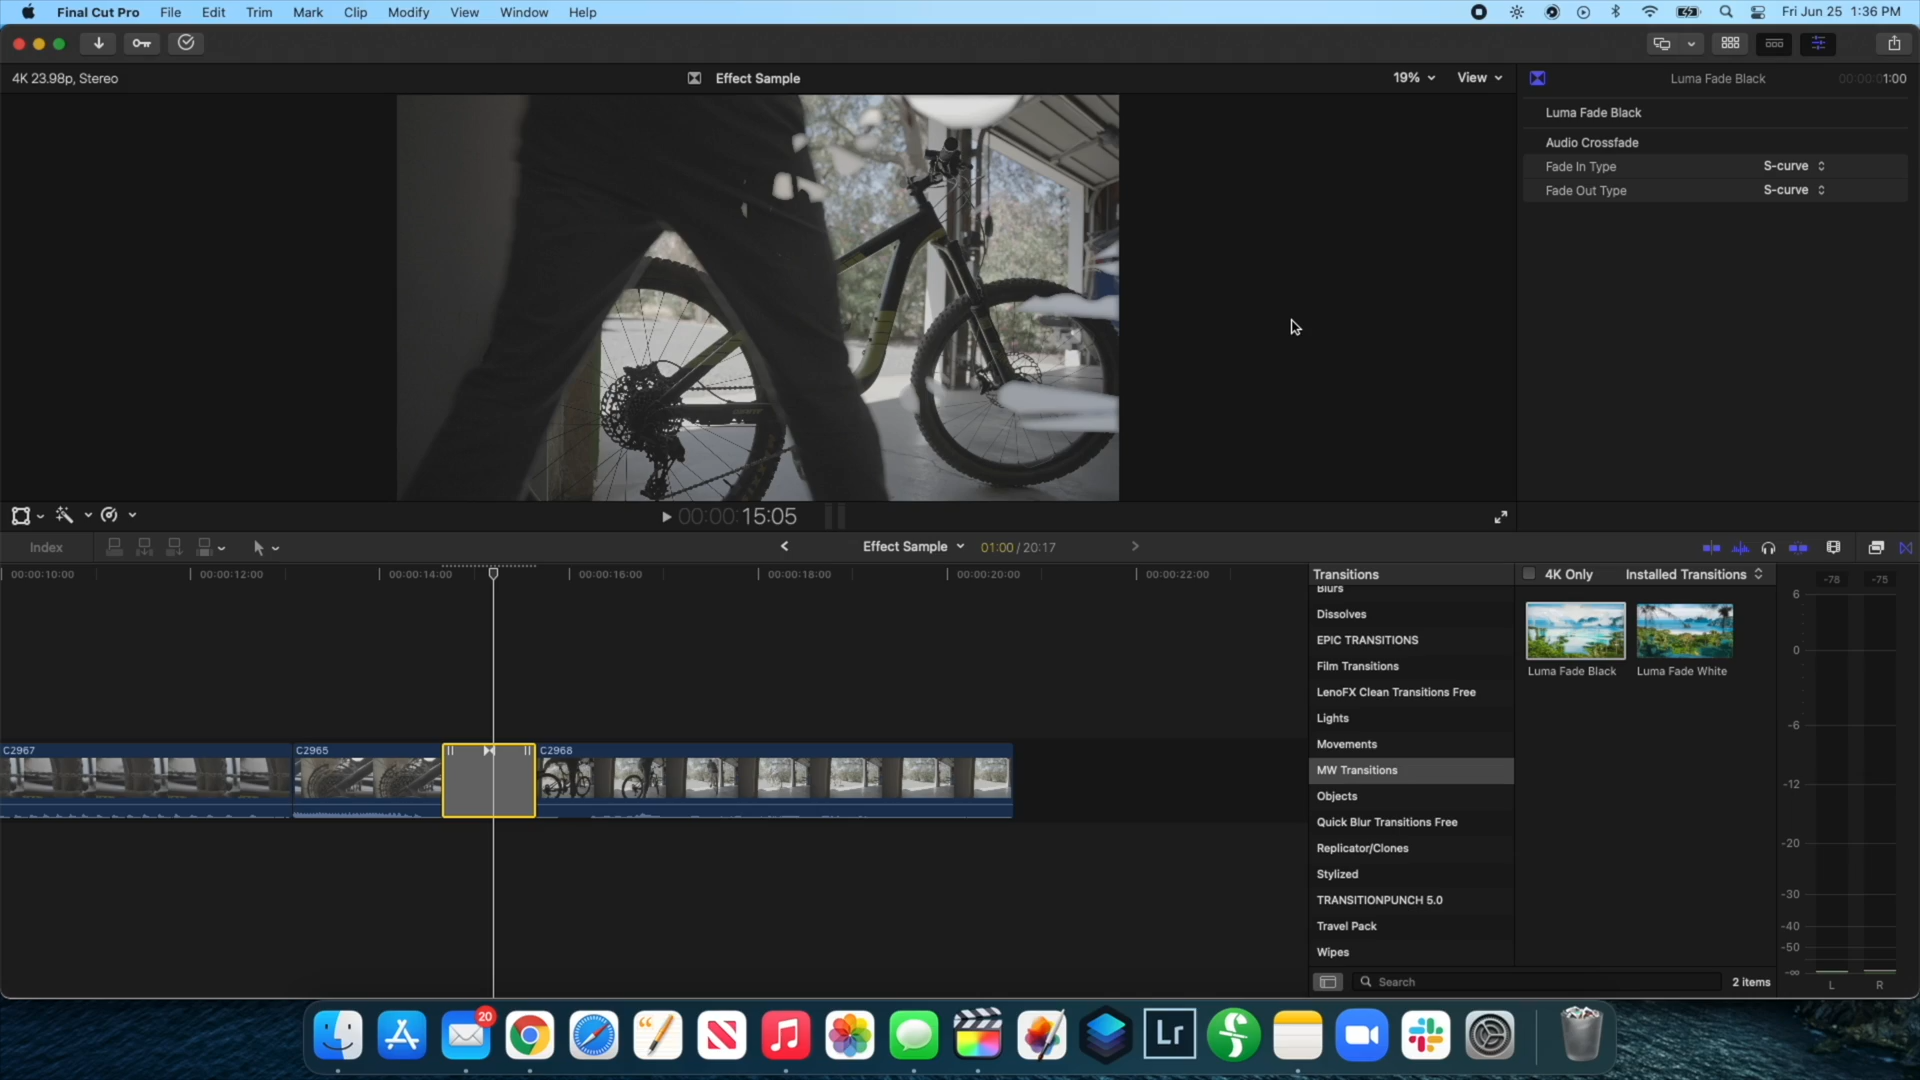 Final Cut Pro File Edit Trim Mark Clip Modify View Window Help Fri Jun 25 1:36 PM
4K 23.98p, Stereo Effect Sample 19% View Luma Fade Black 00:00:01:00
Luma Fade Black
Audio Crossfade
Fade In Type S-curve
Fade Out Type S-curve
00:00:15:05
Index Effect Sample 01:00 / 20:17
00:00:10:00 00:00:12:00 00:00:14:00 00:00:16:00 00:00:18:00 00:00:20:00 00:00:22:00
Transitions 4K Only Installed Transitions -78 -75
Blurs
Dissolves
EPIC TRANSITIONS
Film Transitions
LenoFX Clean Transitions Free
Lights
Movements
MW Transitions
Objects
Quick Blur Transitions Free
Replicator/Clones
Stylized
TRANSITIONPUNCH 5.0
Travel Pack
Wipes
Luma Fade Black Luma Fade White
6
0
-6
-12
-20
-30
-40
-50
-∞
L R
C2967 C2965 C2968
Search 2 items
20
Lr